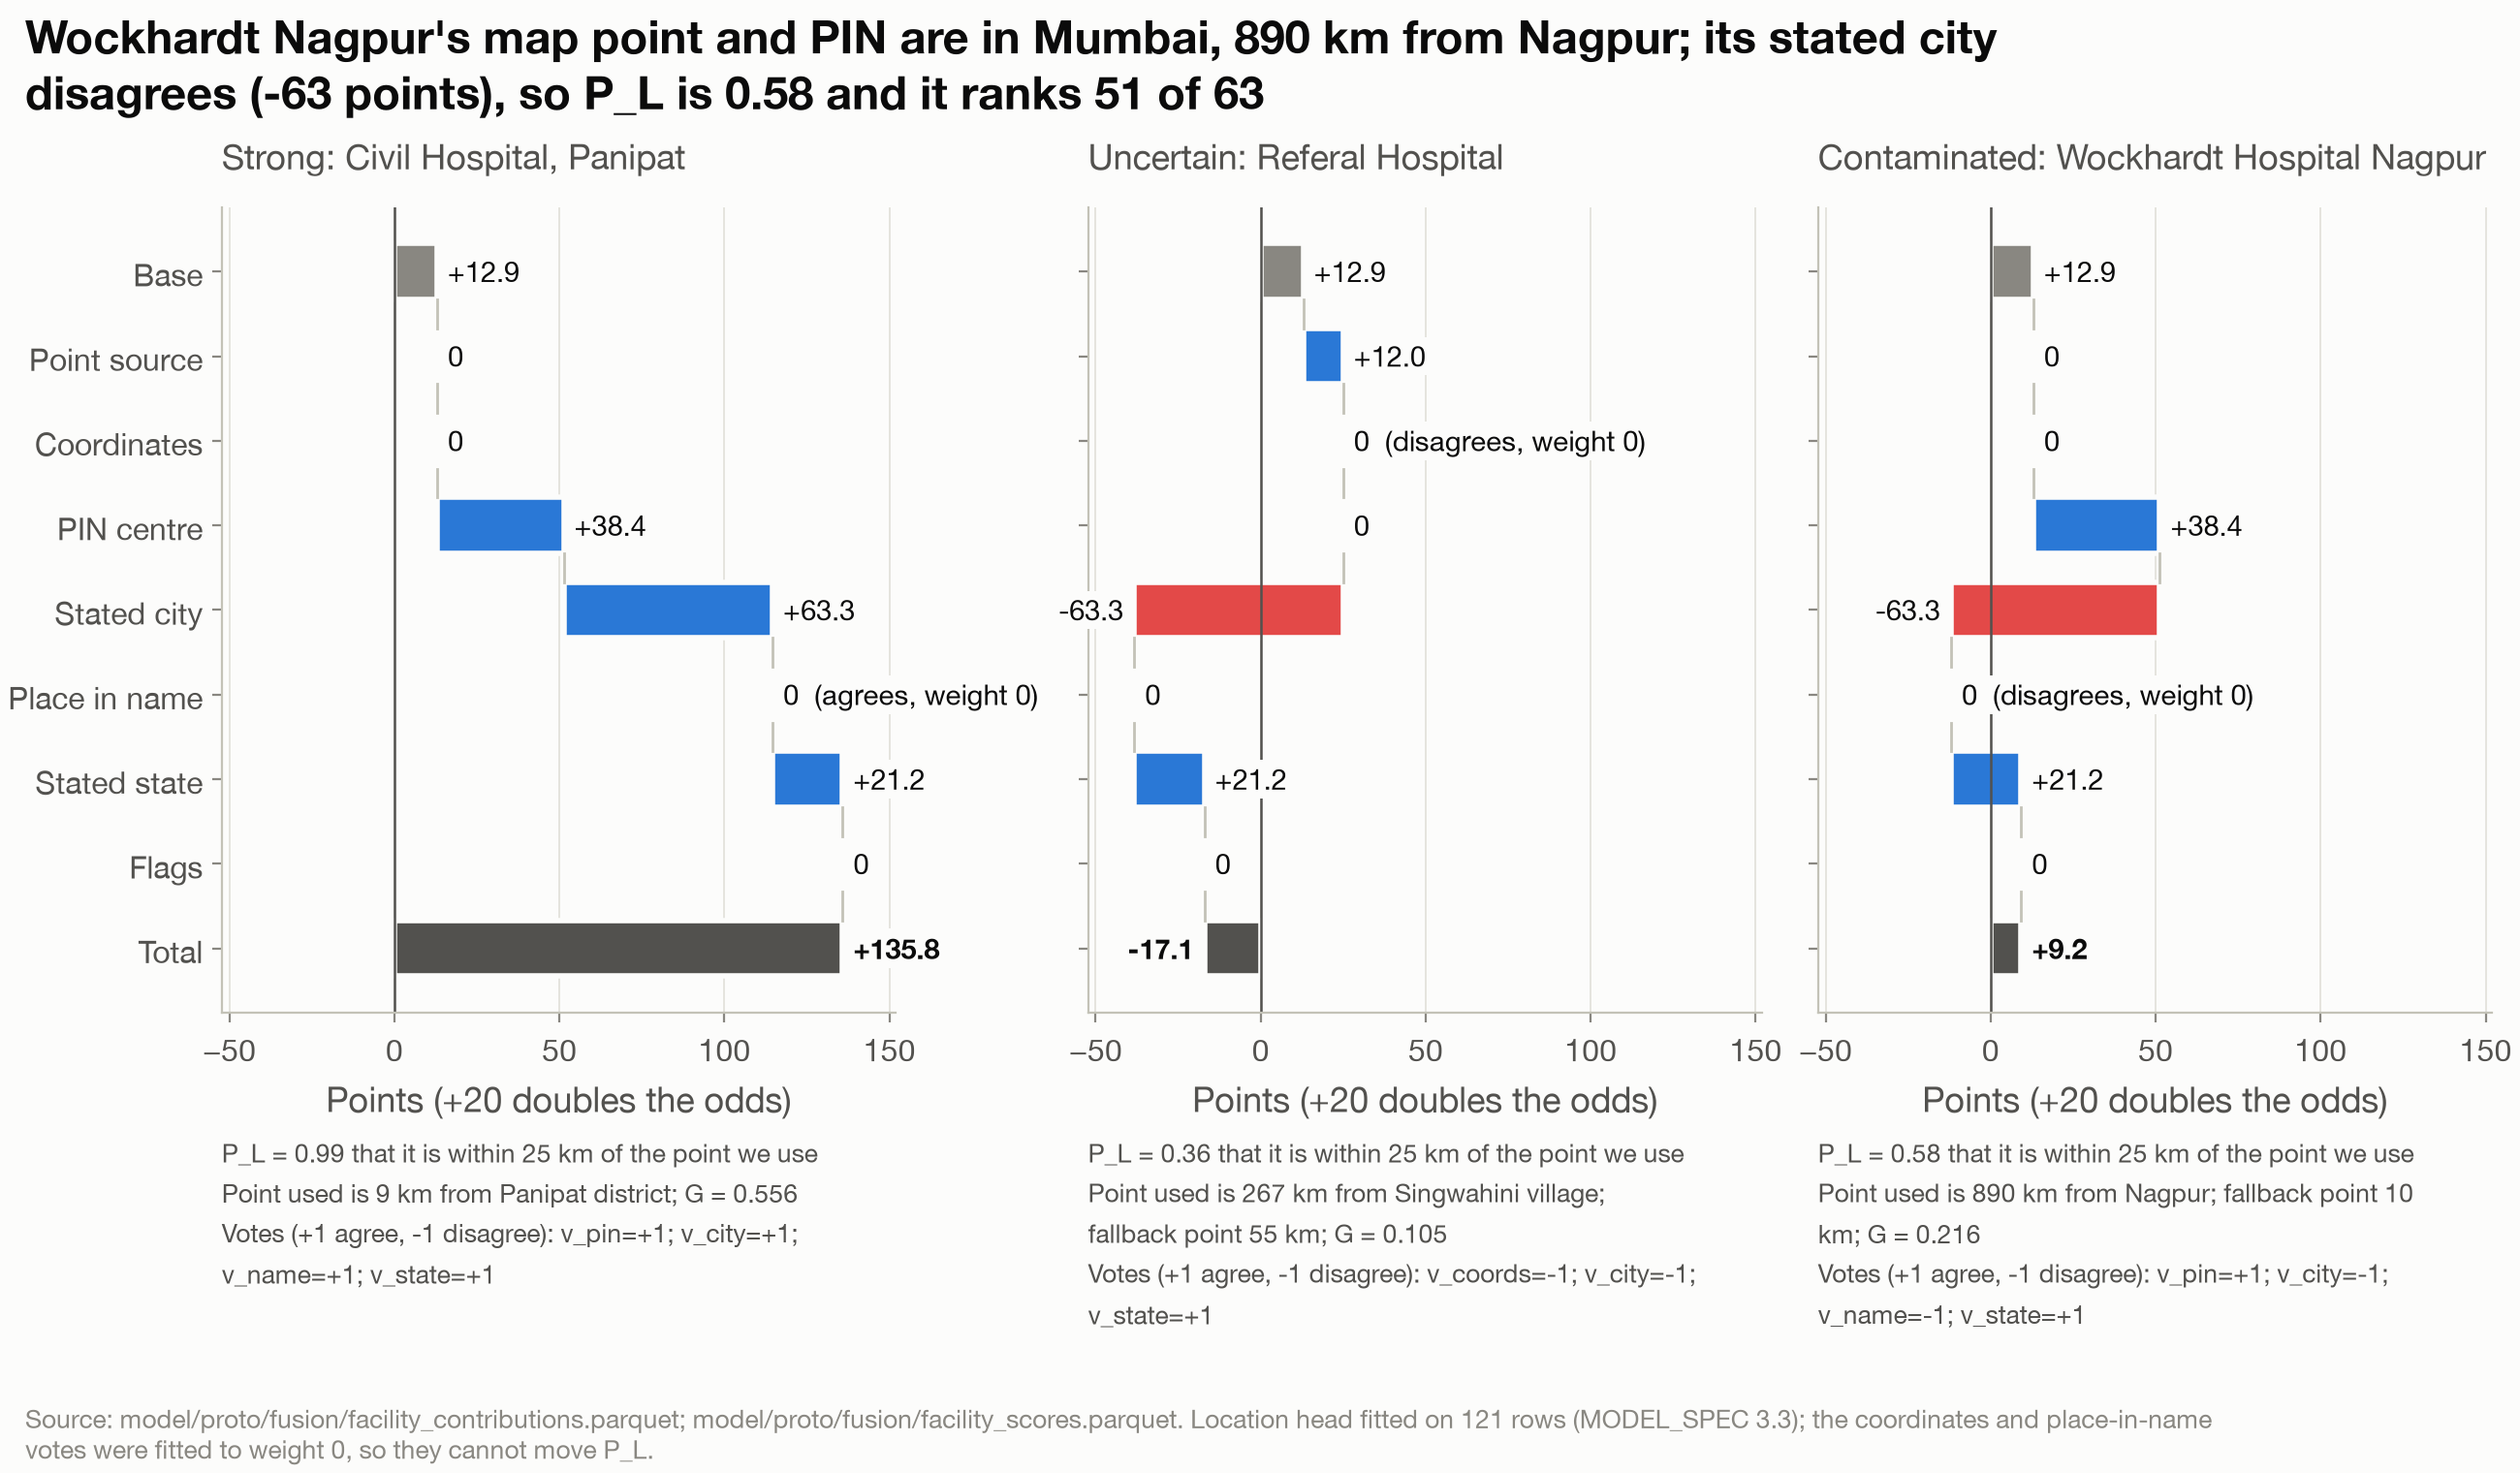 Wockhardt Nagpur's map point and PIN are in Mumbai, 890 km from Nagpur; its stated city
disagrees (-63 points), so P_L is 0.58 and it ranks 51 of 63
Strong: Civil Hospital, Panipat
Base
Point source
Coordinates
PIN centre
Stated city
Place in name
Stated state
Flags
Total
+12.9
0
0
+38.4
+63.3
0 (agrees, weight 0)
+21.2
0
+135.8
−50 0 50 100 150
Points (+20 doubles the odds)
P_L = 0.99 that it is within 25 km of the point we use
Point used is 9 km from Panipat district; G = 0.556
Votes (+1 agree, -1 disagree): v_pin=+1; v_city=+1;
v_name=+1; v_state=+1
Uncertain: Referal Hospital
+12.9
+12.0
0 (disagrees, weight 0)
0
-63.3
0
+21.2
0
-17.1
−50 0 50 100 150
Points (+20 doubles the odds)
P_L = 0.36 that it is within 25 km of the point we use
Point used is 267 km from Singwahini village;
fallback point 55 km; G = 0.105
Votes (+1 agree, -1 disagree): v_coords=-1; v_city=-1;
v_state=+1
Contaminated: Wockhardt Hospital Nagpur
+12.9
0
0
+38.4
-63.3
0 (disagrees, weight 0)
+21.2
0
+9.2
−50 0 50 100 150
Points (+20 doubles the odds)
P_L = 0.58 that it is within 25 km of the point we use
Point used is 890 km from Nagpur; fallback point 10
km; G = 0.216
Votes (+1 agree, -1 disagree): v_pin=+1; v_city=-1;
v_name=-1; v_state=+1
Source: model/proto/fusion/facility_contributions.parquet; model/proto/fusion/facility_scores.parquet. Location head fitted on 121 rows (MODEL_SPEC 3.3); the coordinates and place-in-name
votes were fitted to weight 0, so they cannot move P_L.